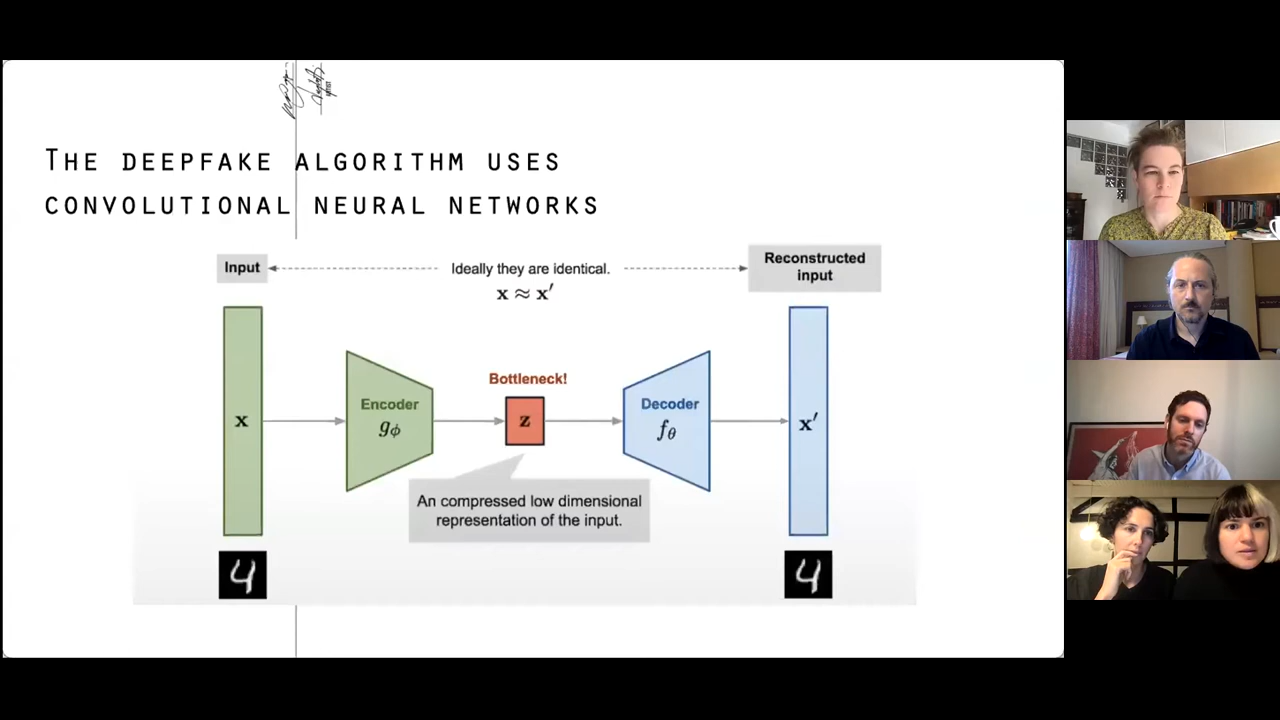 THE DEEPFAKE ALGORITHM USES
CONVOLUTIONAL NEURAL NETWORKS
Input
Ideally they are identical.
x ≈ x′
Reconstructed
input
Bottleneck!
x
Encoder
gϕ
z
Decoder
fθ
x′
An compressed low dimensional
representation of the input.
4
4